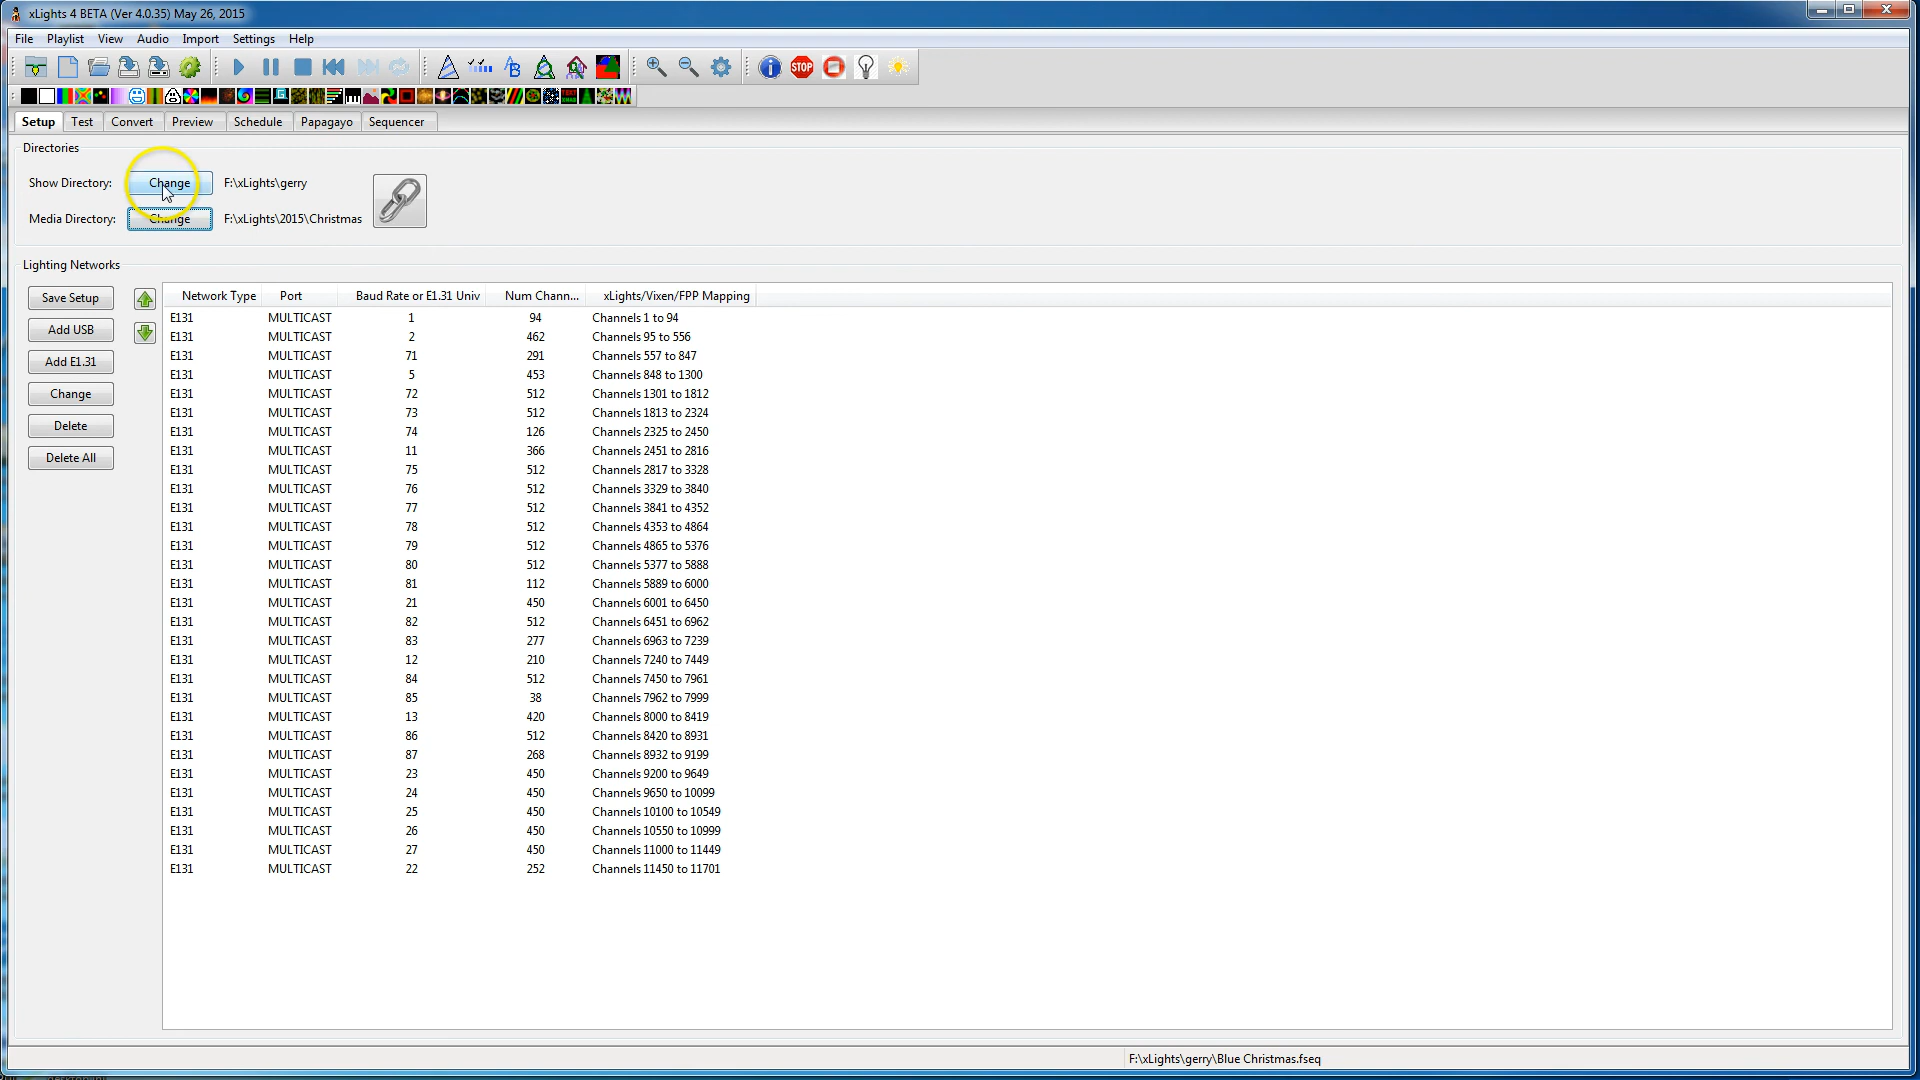 xLights 4 BETA (Ver 4.0.35) May 26, 2015
File Playlist View Audio Import Settings Help
STOP
Setup Test Convert Preview Schedule Papagayo Sequencer
Directories
Show Directory: Change F:\xLights\gerry
Media Directory: Change F:\xLights\2015\Christmas
Lighting Networks
Save Setup
Add USB
Add E1.31
Change
Delete
Delete All
Network Type Port Baud Rate or E1.31 Univ Num Chann... xLights/Vixen/FPP Mapping
E131 MULTICAST 1 94 Channels 1 to 94
E131 MULTICAST 2 462 Channels 95 to 556
E131 MULTICAST 71 291 Channels 557 to 847
E131 MULTICAST 5 453 Channels 848 to 1300
E131 MULTICAST 72 512 Channels 1301 to 1812
E131 MULTICAST 73 512 Channels 1813 to 2324
E131 MULTICAST 74 126 Channels 2325 to 2450
E131 MULTICAST 11 366 Channels 2451 to 2816
E131 MULTICAST 75 512 Channels 2817 to 3328
E131 MULTICAST 76 512 Channels 3329 to 3840
E131 MULTICAST 77 512 Channels 3841 to 4352
E131 MULTICAST 78 512 Channels 4353 to 4864
E131 MULTICAST 79 512 Channels 4865 to 5376
E131 MULTICAST 80 512 Channels 5377 to 5888
E131 MULTICAST 81 112 Channels 5889 to 6000
E131 MULTICAST 21 450 Channels 6001 to 6450
E131 MULTICAST 82 512 Channels 6451 to 6962
E131 MULTICAST 83 277 Channels 6963 to 7239
E131 MULTICAST 12 210 Channels 7240 to 7449
E131 MULTICAST 84 512 Channels 7450 to 7961
E131 MULTICAST 85 38 Channels 7962 to 7999
E131 MULTICAST 13 420 Channels 8000 to 8419
E131 MULTICAST 86 512 Channels 8420 to 8931
E131 MULTICAST 87 268 Channels 8932 to 9199
E131 MULTICAST 23 450 Channels 9200 to 9649
E131 MULTICAST 24 450 Channels 9650 to 10099
E131 MULTICAST 25 450 Channels 10100 to 10549
E131 MULTICAST 26 450 Channels 10550 to 10999
E131 MULTICAST 27 450 Channels 11000 to 11449
E131 MULTICAST 22 252 Channels 11450 to 11701
F:\xLights\gerry\Blue Christmas.fseq